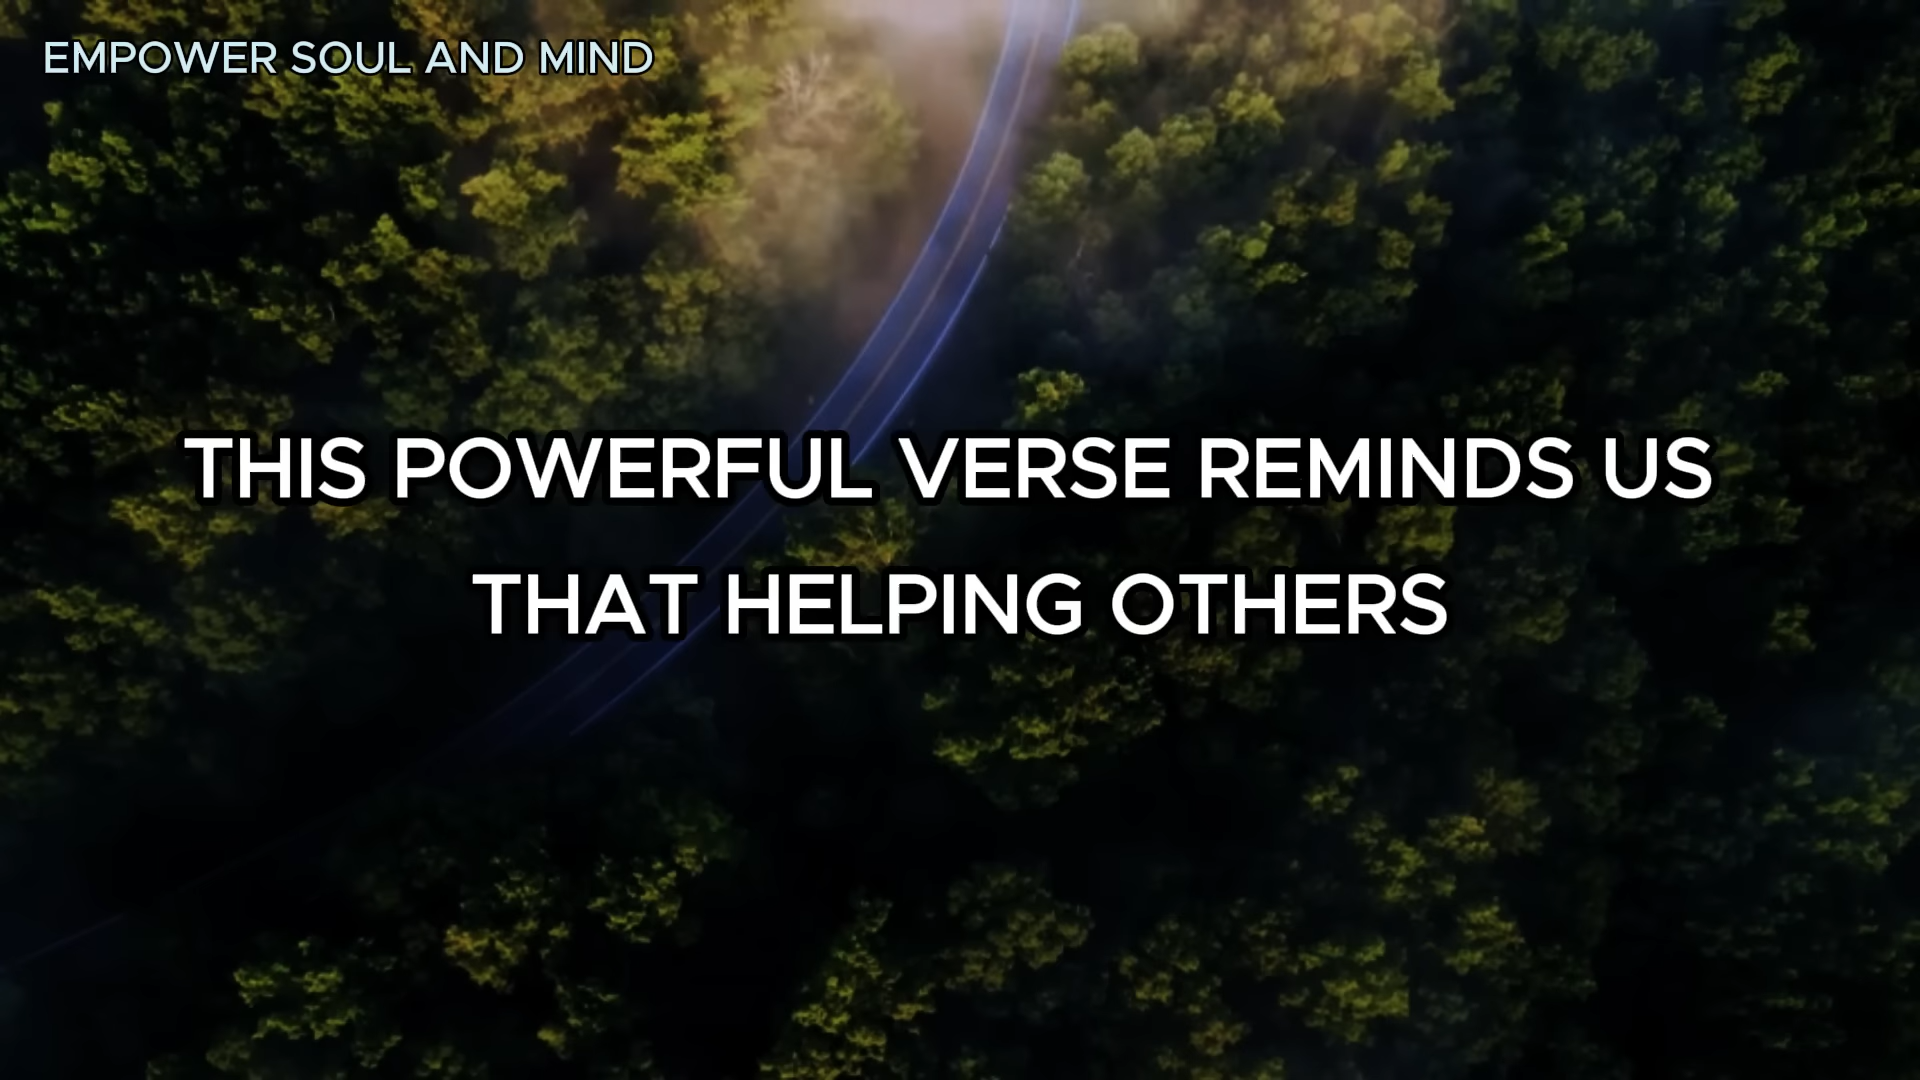 EMPOWER SOUL AND MIND
THIS POWERFUL VERSE REMINDS US
THAT HELPING OTHERS